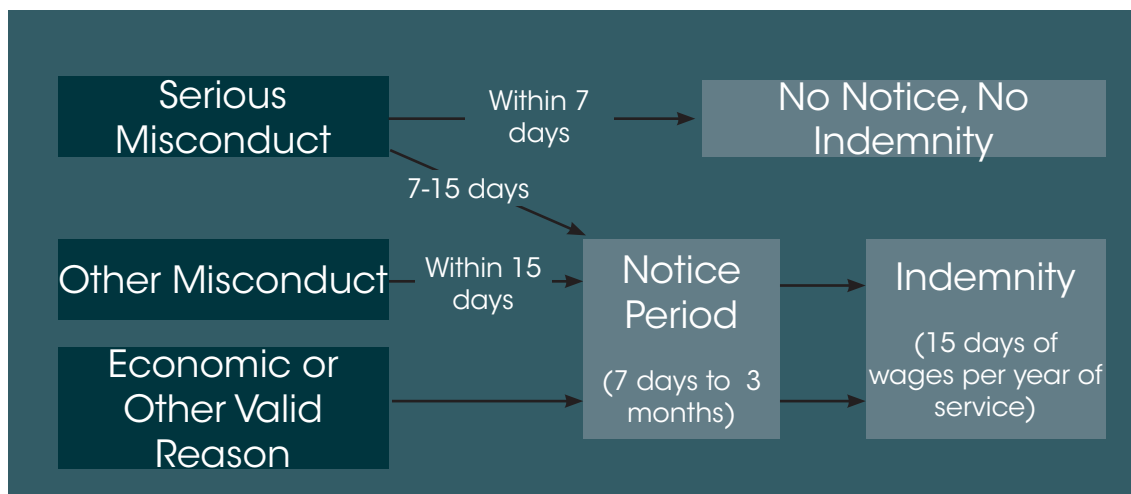 Serious
Misconduct
Within 7
days
No Notice, No
Indemnity
7-15 days
Other Misconduct
Within 15
days
Notice
Period
(7 days to 3
months)
Indemnity
(15 days of
wages per year of
service)
Economic or
Other Valid
Reason